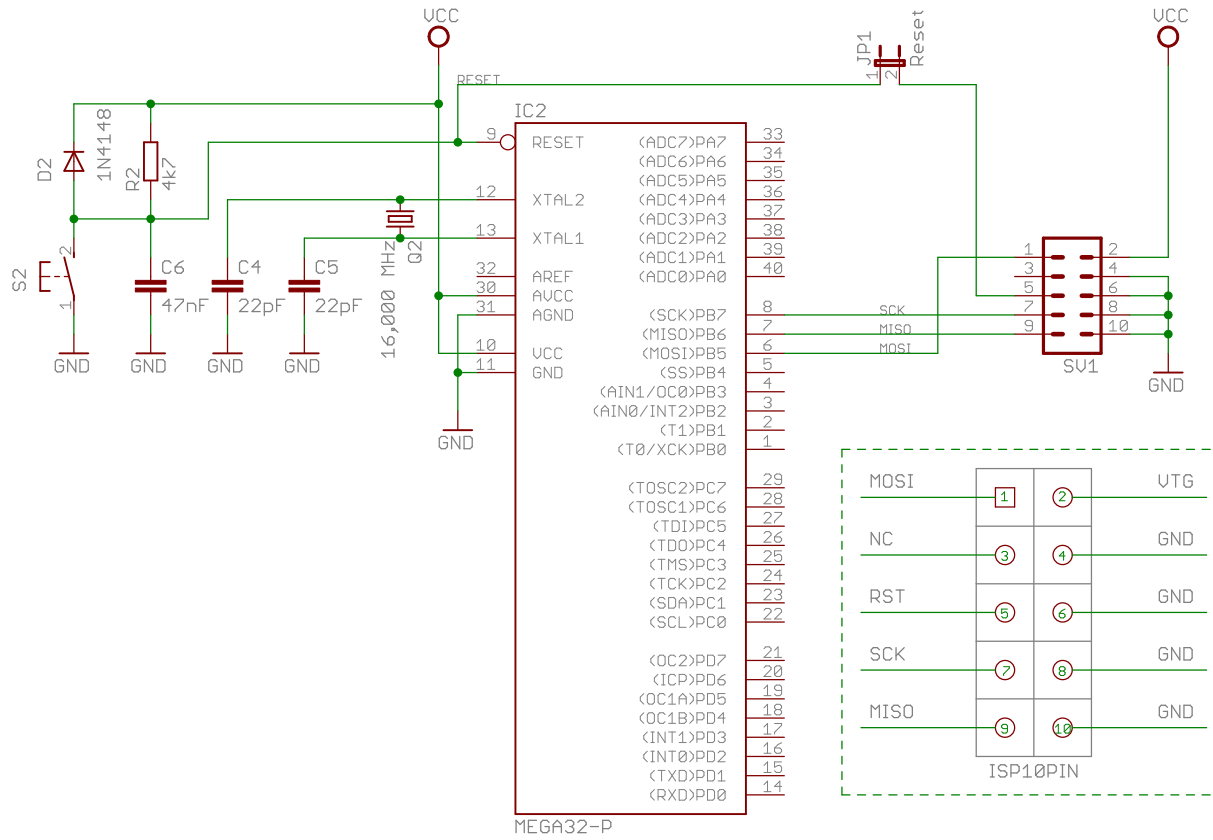 VCC
VCC
JP1
1
2
Reset
RESET
IC2
D2
1N4148
R2
4k7
9 RESET
12 XTAL2
13 XTAL1
32 AREF
30 AVCC
31 AGND
10 VCC
11 GND
(ADC7)PA7 33
(ADC6)PA6 34
(ADC5)PA5 35
(ADC4)PA4 36
(ADC3)PA3 37
(ADC2)PA2 38
(ADC1)PA1 39
(ADC0)PA0 40
(SCK)PB7 8
(MISO)PB6 7
(MOSI)PB5 6
(SS)PB4 5
(AIN1/OC0)PB3 4
(AIN0/INT2)PB2 3
(T1)PB1 2
(T0/XCK)PB0 1
(TOSC2)PC7 29
(TOSC1)PC6 28
(TDI)PC5 27
(TDO)PC4 26
(TMS)PC3 25
(TCK)PC2 24
(SDA)PC1 23
(SCL)PC0 22
(OC2)PD7 21
(ICP)PD6 20
(OC1A)PD5 19
(OC1B)PD4 18
(INT1)PD3 17
(INT0)PD2 16
(TXD)PD1 15
(RXD)PD0 14
MEGA32-P
S2
2
1
C6
47nF
C4
22pF
C5
22pF
16,000 MHz
Q2
GND
GND
GND
GND
GND
SCK
MISO
MOSI
1 2
3 4
5 6
7 8
9 10
SV1
GND
MOSI 1 2 VTG
NC 3 4 GND
RST 5 6 GND
SCK 7 8 GND
MISO 9 10 GND
ISP10PIN